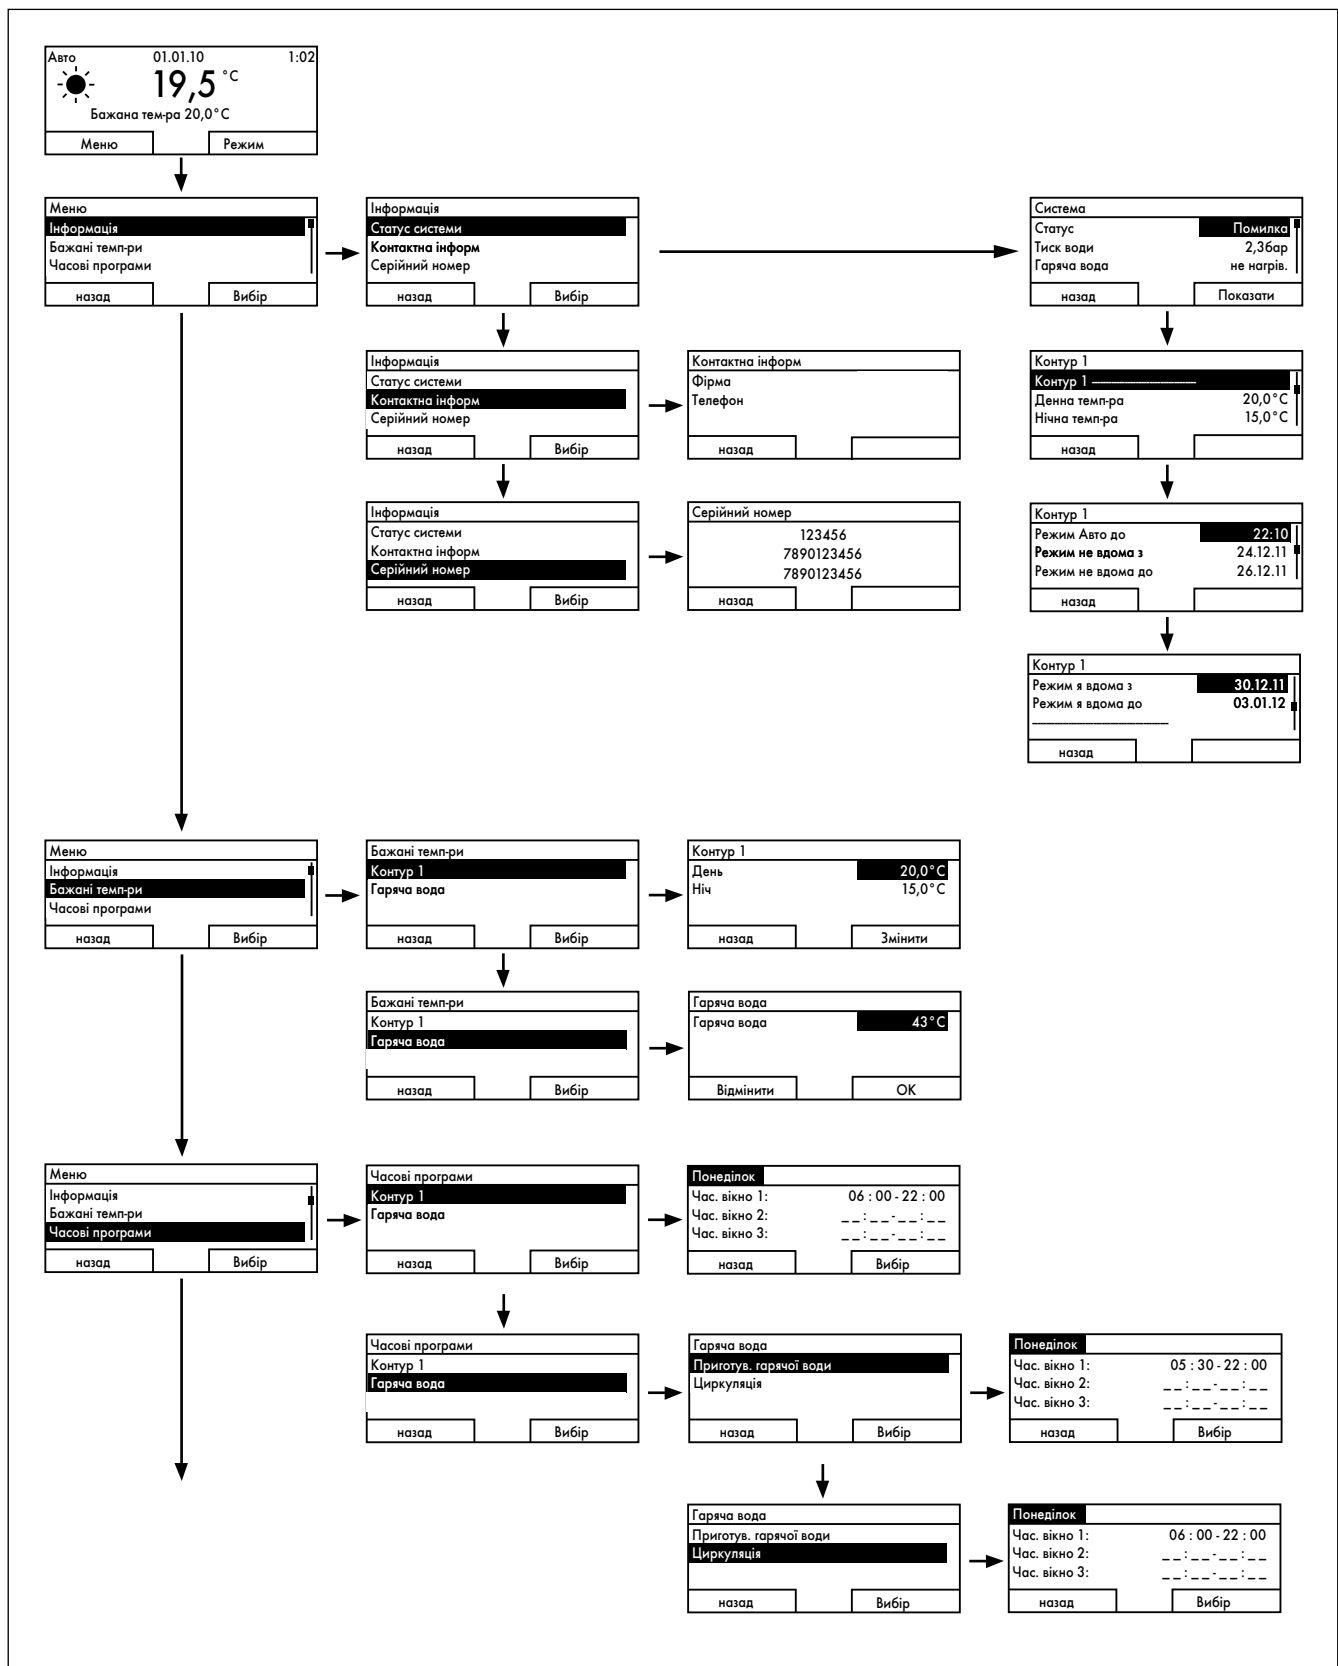 Авто 01.01.10 1:02
19,5 °C
Бажана тем-ра 20,0°C
Меню Режим
Меню
Інформація
Бажані темп-ри
Часові програми
назад Вибір
Інформація
Статус системи
Контактна інформ
Серійний номер
назад Вибір
Система
Статус Помилка
Тиск води 2,3бар
Гаряча вода не нагрів.
назад Показати
Інформація
Статус системи
Контактна інформ
Серійний номер
назад Вибір
Контактна інформ
Фірма
Телефон
назад
Контур 1
Контур 1 ----------------------------
Денна темп-ра 20,0°C
Нічна темп-ра 15,0°C
назад
Інформація
Статус системи
Контактна інформ
Серійний номер
назад Вибір
Серійний номер
123456
7890123456
7890123456
назад
Контур 1
Режим Авто до 22:10
Режим не вдома з 24.12.11
Режим не вдома до 26.12.11
назад
Контур 1
Режим я вдома з 30.12.11
Режим я вдома до 03.01.12
------------------------------------
назад
Меню
Інформація
Бажані темп-ри
Часові програми
назад Вибір
Бажані темп-ри
Контур 1
Гаряча вода
назад Вибір
Контур 1
День 20,0°C
Ніч 15,0°C
назад Змінити
Бажані темп-ри
Контур 1
Гаряча вода
назад Вибір
Гаряча вода
Гаряча вода 43°C
Відмінити OK
Меню
Інформація
Бажані темп-ри
Часові програми
назад Вибір
Часові програми
Контур 1
Гаряча вода
назад Вибір
Понеділок
Час. вікно 1: 06 : 00 - 22 : 00
Час. вікно 2: _ _ : _ _ - _ _ : _ _
Час. вікно 3: _ _ : _ _ - _ _ : _ _
назад Вибір
Часові програми
Контур 1
Гаряча вода
назад Вибір
Гаряча вода
Приготув. гарячої води
Циркуляція
назад Вибір
Понеділок
Час. вікно 1: 05 : 30 - 22 : 00
Час. вікно 2: _ _ : _ _ - _ _ : _ _
Час. вікно 3: _ _ : _ _ - _ _ : _ _
назад Вибір
Гаряча вода
Приготув. гарячої води
Циркуляція
назад Вибір
Понеділок
Час. вікно 1: 06 : 00 - 22 : 00
Час. вікно 2: _ _ : _ _ - _ _ : _ _
Час. вікно 3: _ _ : _ _ - _ _ : _ _
назад Вибір